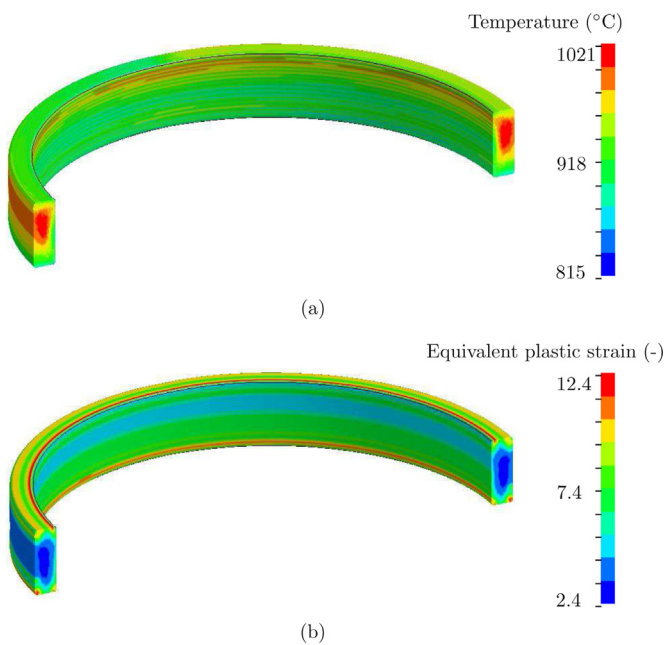 Temperature (°C)
1021
918
815
(a)
Equivalent plastic strain (-)
12.4
7.4
2.4
(b)